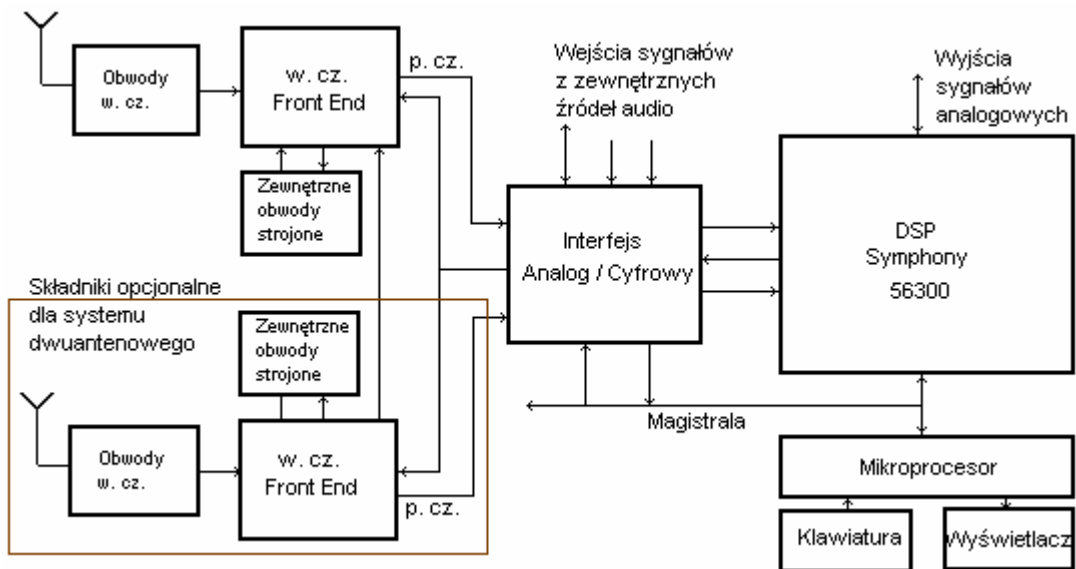 Obwody
w. cz.
w. cz.
Front End
p. cz.
Zewnętrzne
obwody
strojone
Wejścia sygnałów
z zewnętrznych
źródeł audio
Interfejs
Analog / Cyfrowy
Wyjścia
sygnałów
analogowych
DSP
Symphony
56300
Składniki opcjonalne
dla systemu
dwuantenowego
Zewnętrzne
obwody
strojone
Obwody
w. cz.
w. cz.
Front End
p. cz.
Magistrala
Mikroprocesor
Klawiatura
Wyświetlacz